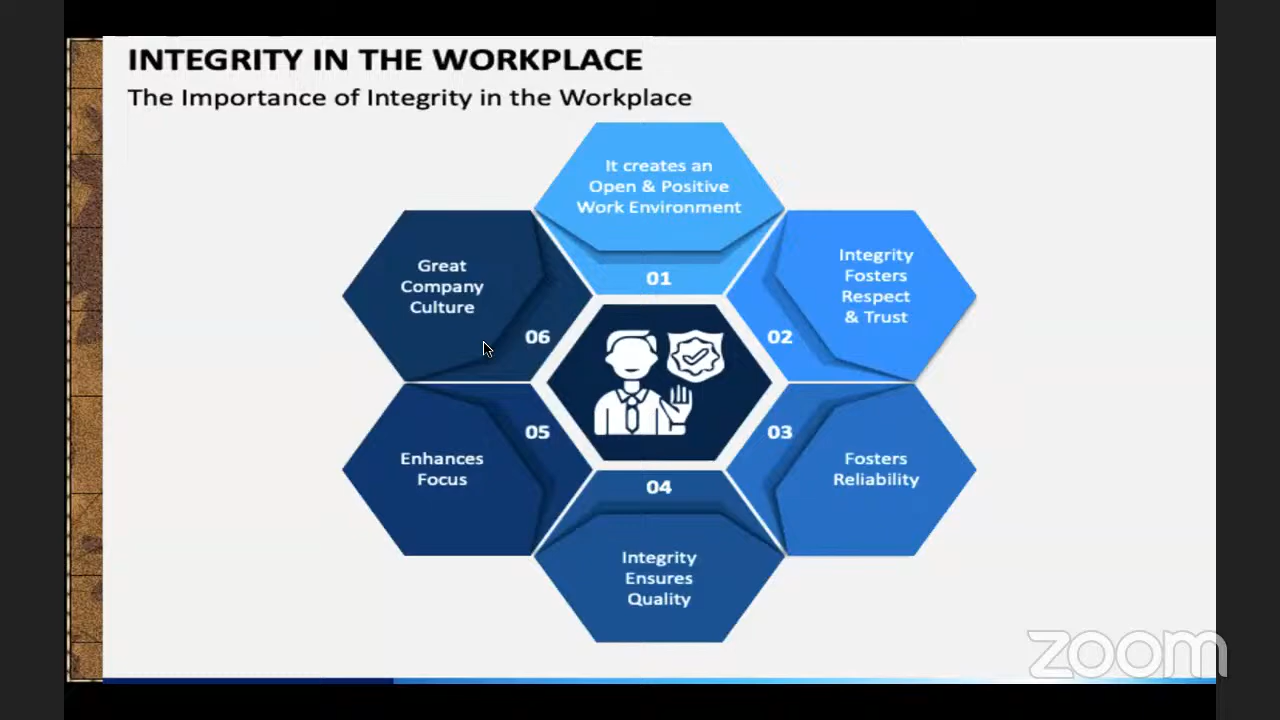 INTEGRITY IN THE WORKPLACE
The Importance of Integrity in the Workplace
It creates an
Open & Positive
Work Environment
01
Integrity
Fosters
Respect
& Trust
02
Fosters
Reliability
03
04
Integrity
Ensures
Quality
Enhances
Focus
05
Great
Company
Culture
06
zoom